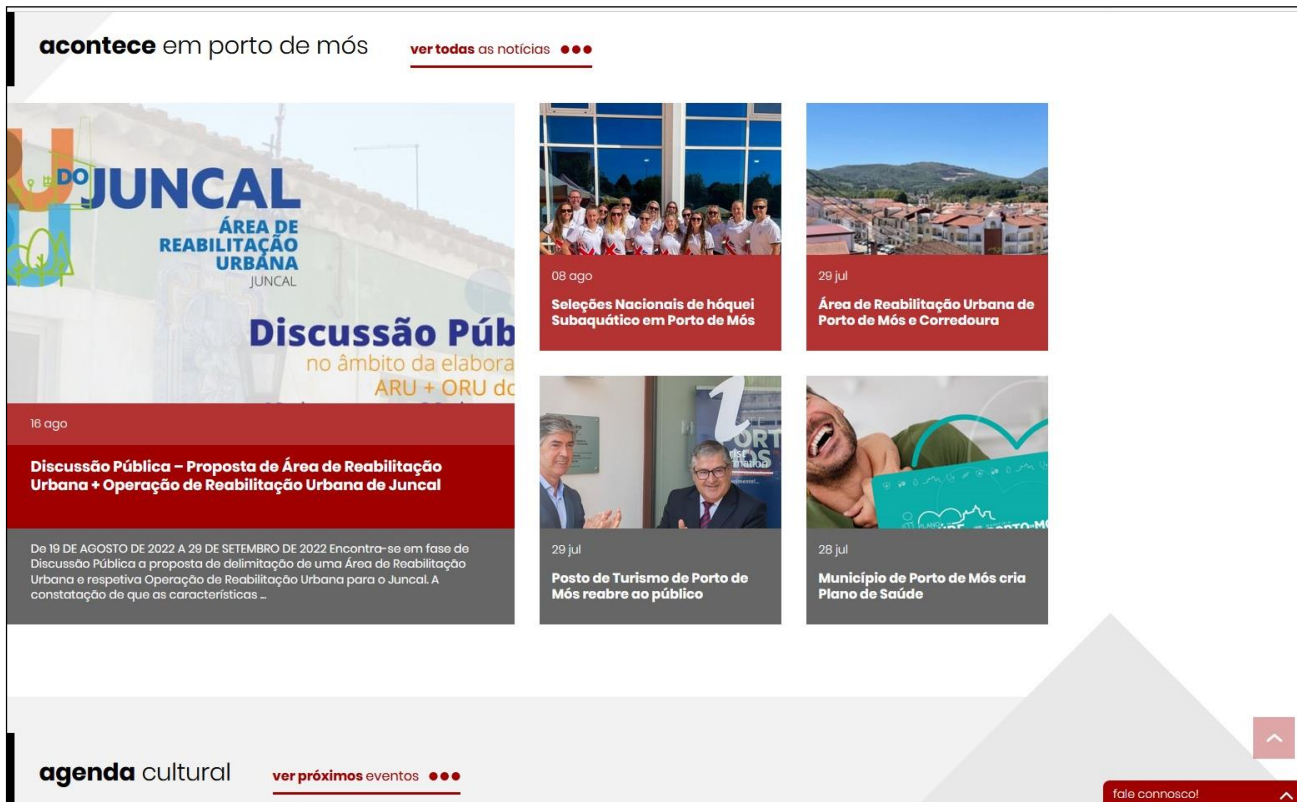 acontece em porto de mós
ver todas as notícias
DO JUNCAL
ÁREA DE
REABILITAÇÃO
URBANA
JUNCAL
Discussão Púb
no âmbito da elabora
ARU + ORU do
16 ago
Discussão Pública – Proposta de Área de Reabilitação
Urbana + Operação de Reabilitação Urbana de Juncal
De 19 DE AGOSTO DE 2022 A 29 DE SETEMBRO DE 2022 Encontra-se em fase de
Discussão Pública a proposta de delimitação de uma Área de Reabilitação
Urbana e respetiva Operação de Reabilitação Urbana para o Juncal. A
constatação de que as características ...
08 ago
Seleções Nacionais de hóquei
Subaquático em Porto de Mós
29 jul
Área de Reabilitação Urbana de
Porto de Mós e Corredoura
29 jul
Posto de Turismo de Porto de
Mós reabre ao público
28 jul
Município de Porto de Mós cria
Plano de Saúde
agenda cultural
ver próximos eventos
fale connosco!